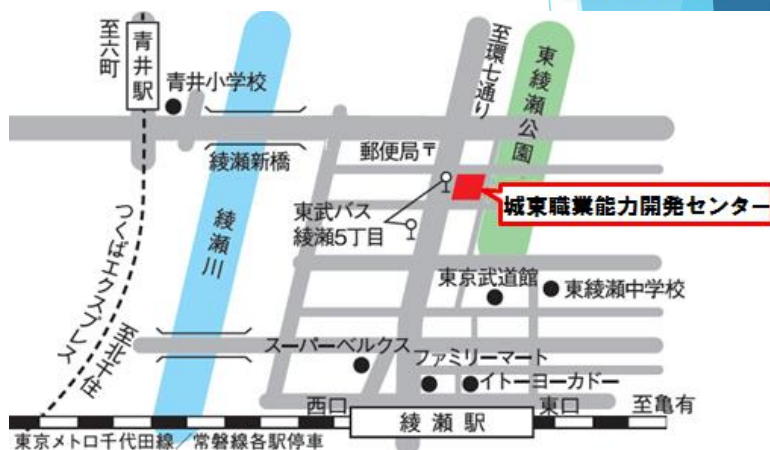 至六町
青井駅
青井小学校
綾瀬新橋
綾瀬川
つくばエクスプレス
至北千住
郵便局〒
至環七通り
東綾瀬公園
城東職業能力開発センター
東武バス
綾瀬5丁目
東京武道館
東綾瀬中学校
スーパーベルクス
ファミリーマート
イトーヨーカドー
西口
綾瀬駅
東口
至亀有
東京メトロ千代田線／常磐線各駅停車